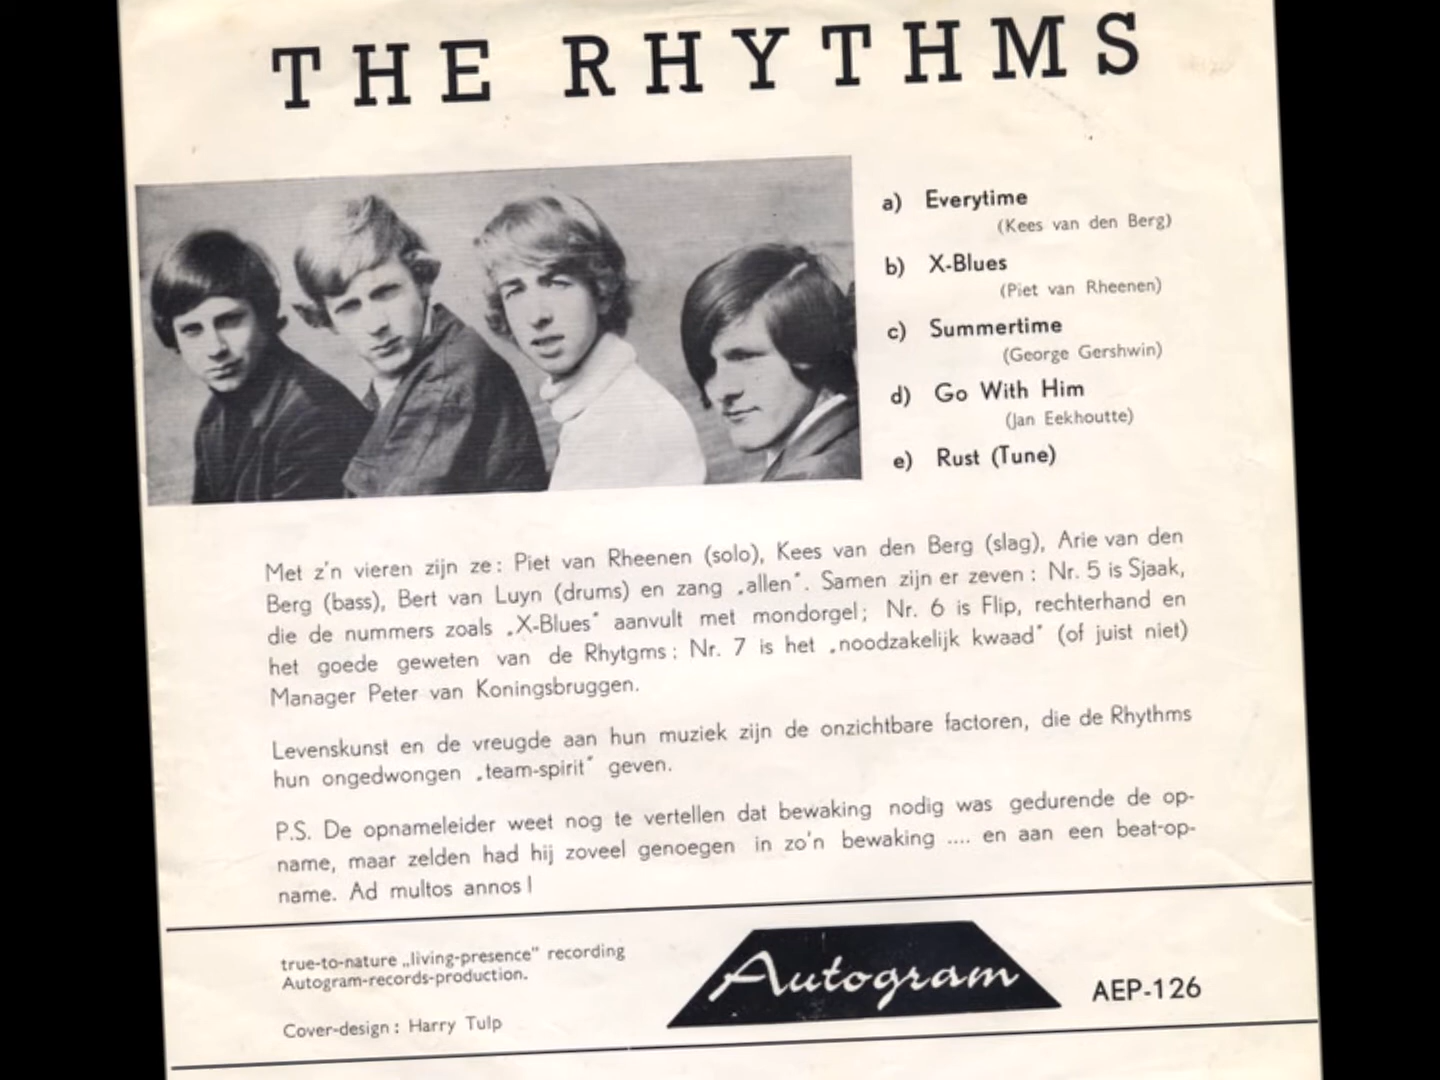 THE RHYTHMS
a) Everytime
(Kees van den Berg)
b) X-Blues
(Piet van Rheenen)
c) Summertime
(George Gershwin)
d) Go With Him
(Jan Eekhoutte)
e) Rust (Tune)
Met z'n vieren zijn ze: Piet van Rheenen (solo), Kees van den Berg (slag), Arie van den
Berg (bass), Bert van Luyn (drums) en zang „allen". Samen zijn er zeven: Nr. 5 is Sjaak,
die de nummers zoals „X-Blues" aanvult met mondorgel; Nr. 6 is Flip, rechterhand en
het goede geweten van de Rhytgms: Nr. 7 is het „noodzakelijk kwaad" (of juist niet)
Manager Peter van Koningsbruggen.
Levenskunst en de vreugde aan hun muziek zijn de onzichtbare factoren, die de Rhythms
hun ongedwongen „team-spirit" geven.
P.S. De opnameleider weet nog te vertellen dat bewaking nodig was gedurende de op-
name, maar zelden had hij zoveel genoegen in zo'n bewaking .... en aan een beat-op-
name. Ad multos annos!
true-to-nature „living-presence" recording
Autogram-records-production.
Cover-design: Harry Tulp
Autogram
AEP-126